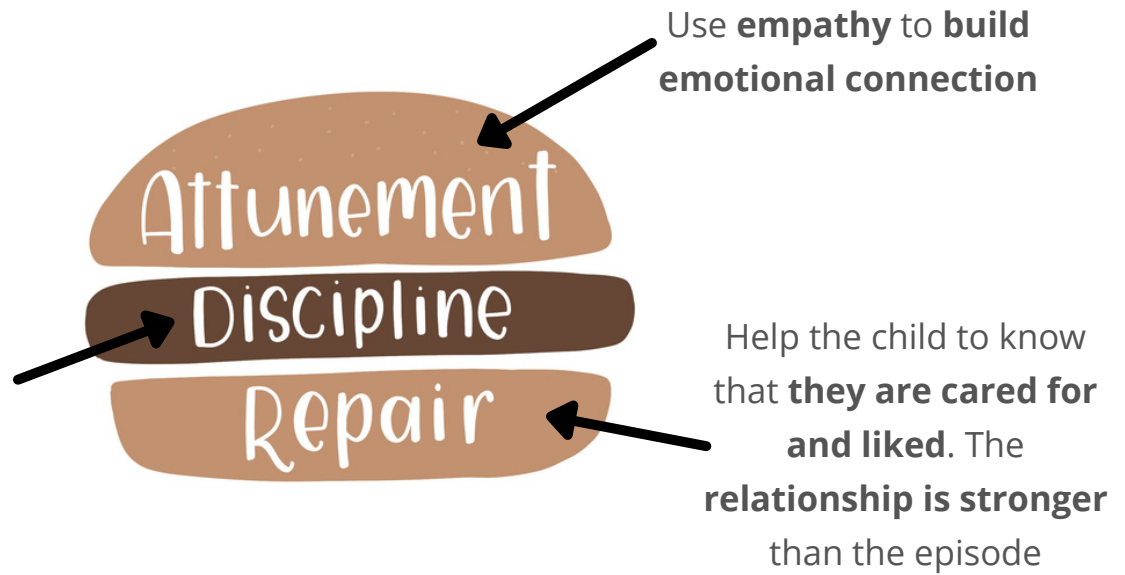 Use empathy to build
emotional connection
Attunement
Discipline
Repair
Help the child to know
that they are cared for
and liked. The
relationship is stronger
than the episode